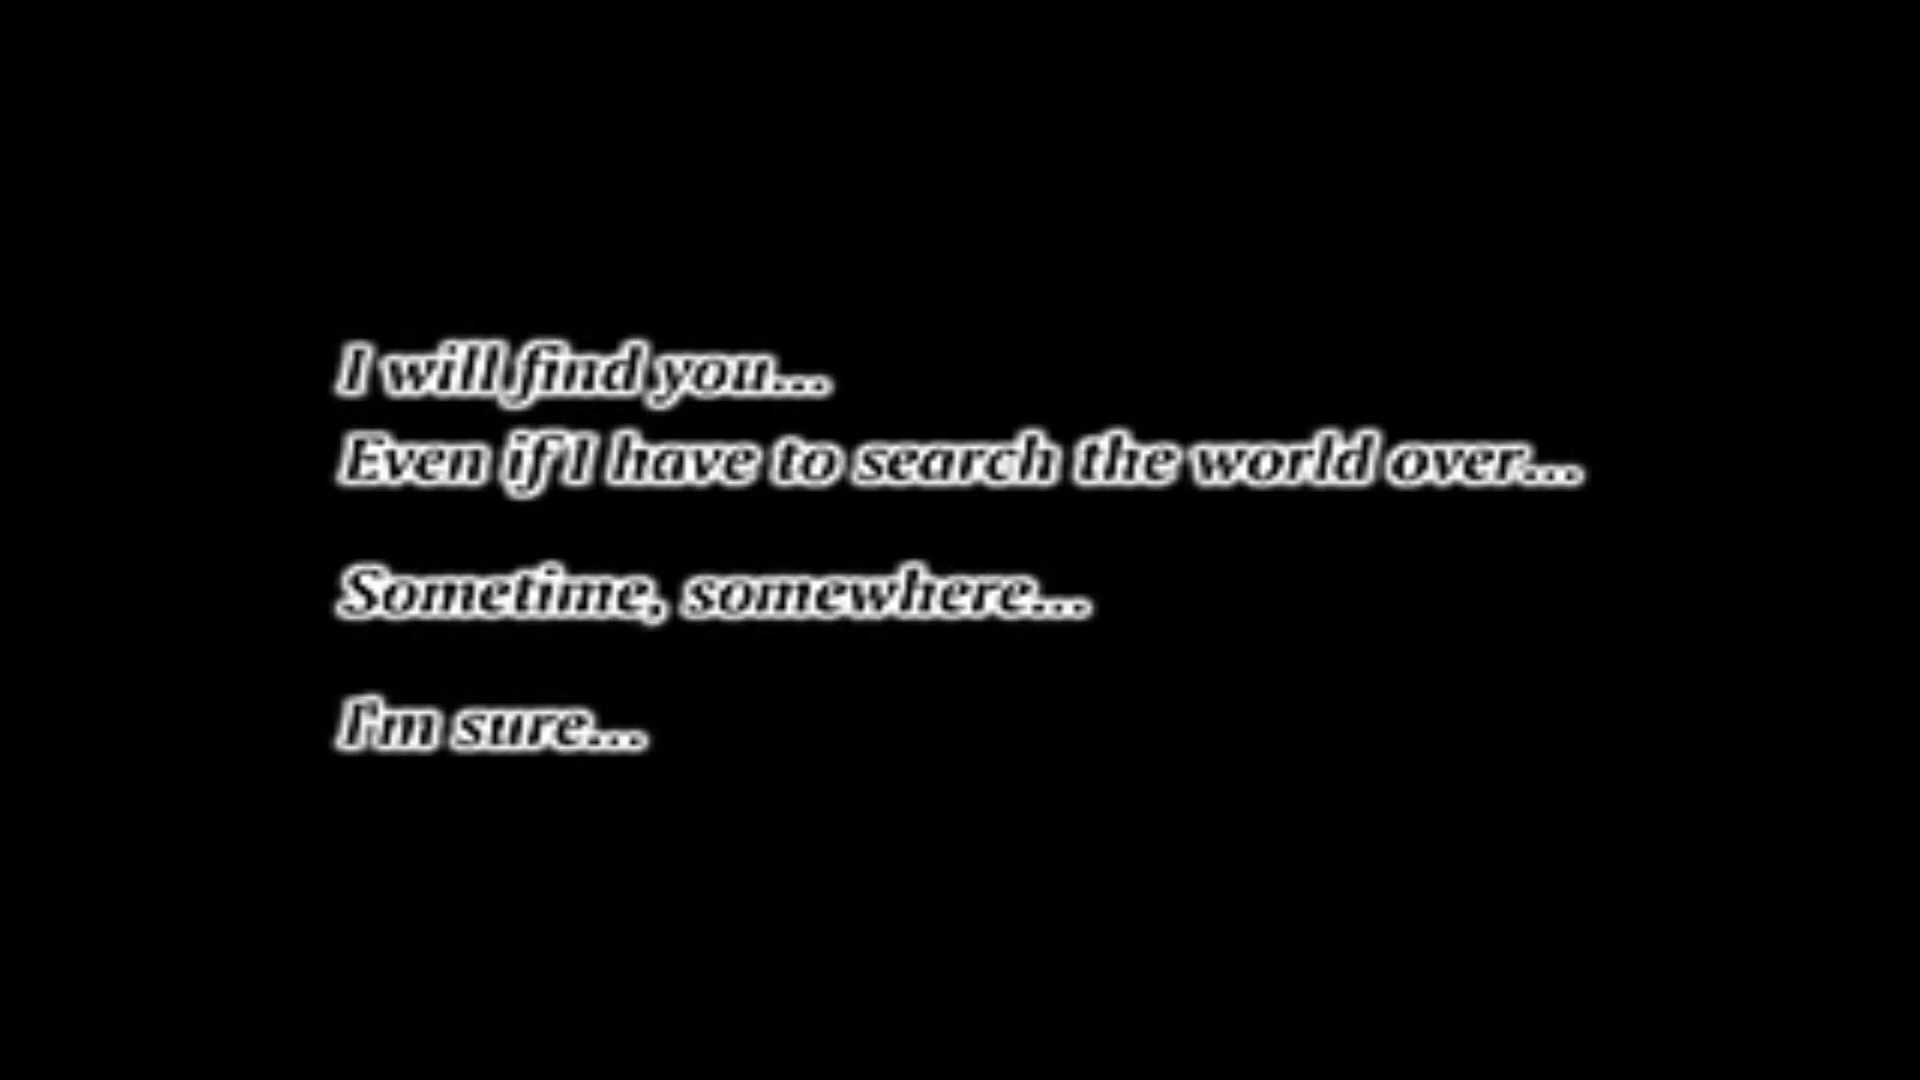 I will find you...
Even if I have to search the world over...
Sometime, somewhere...
I'm sure...